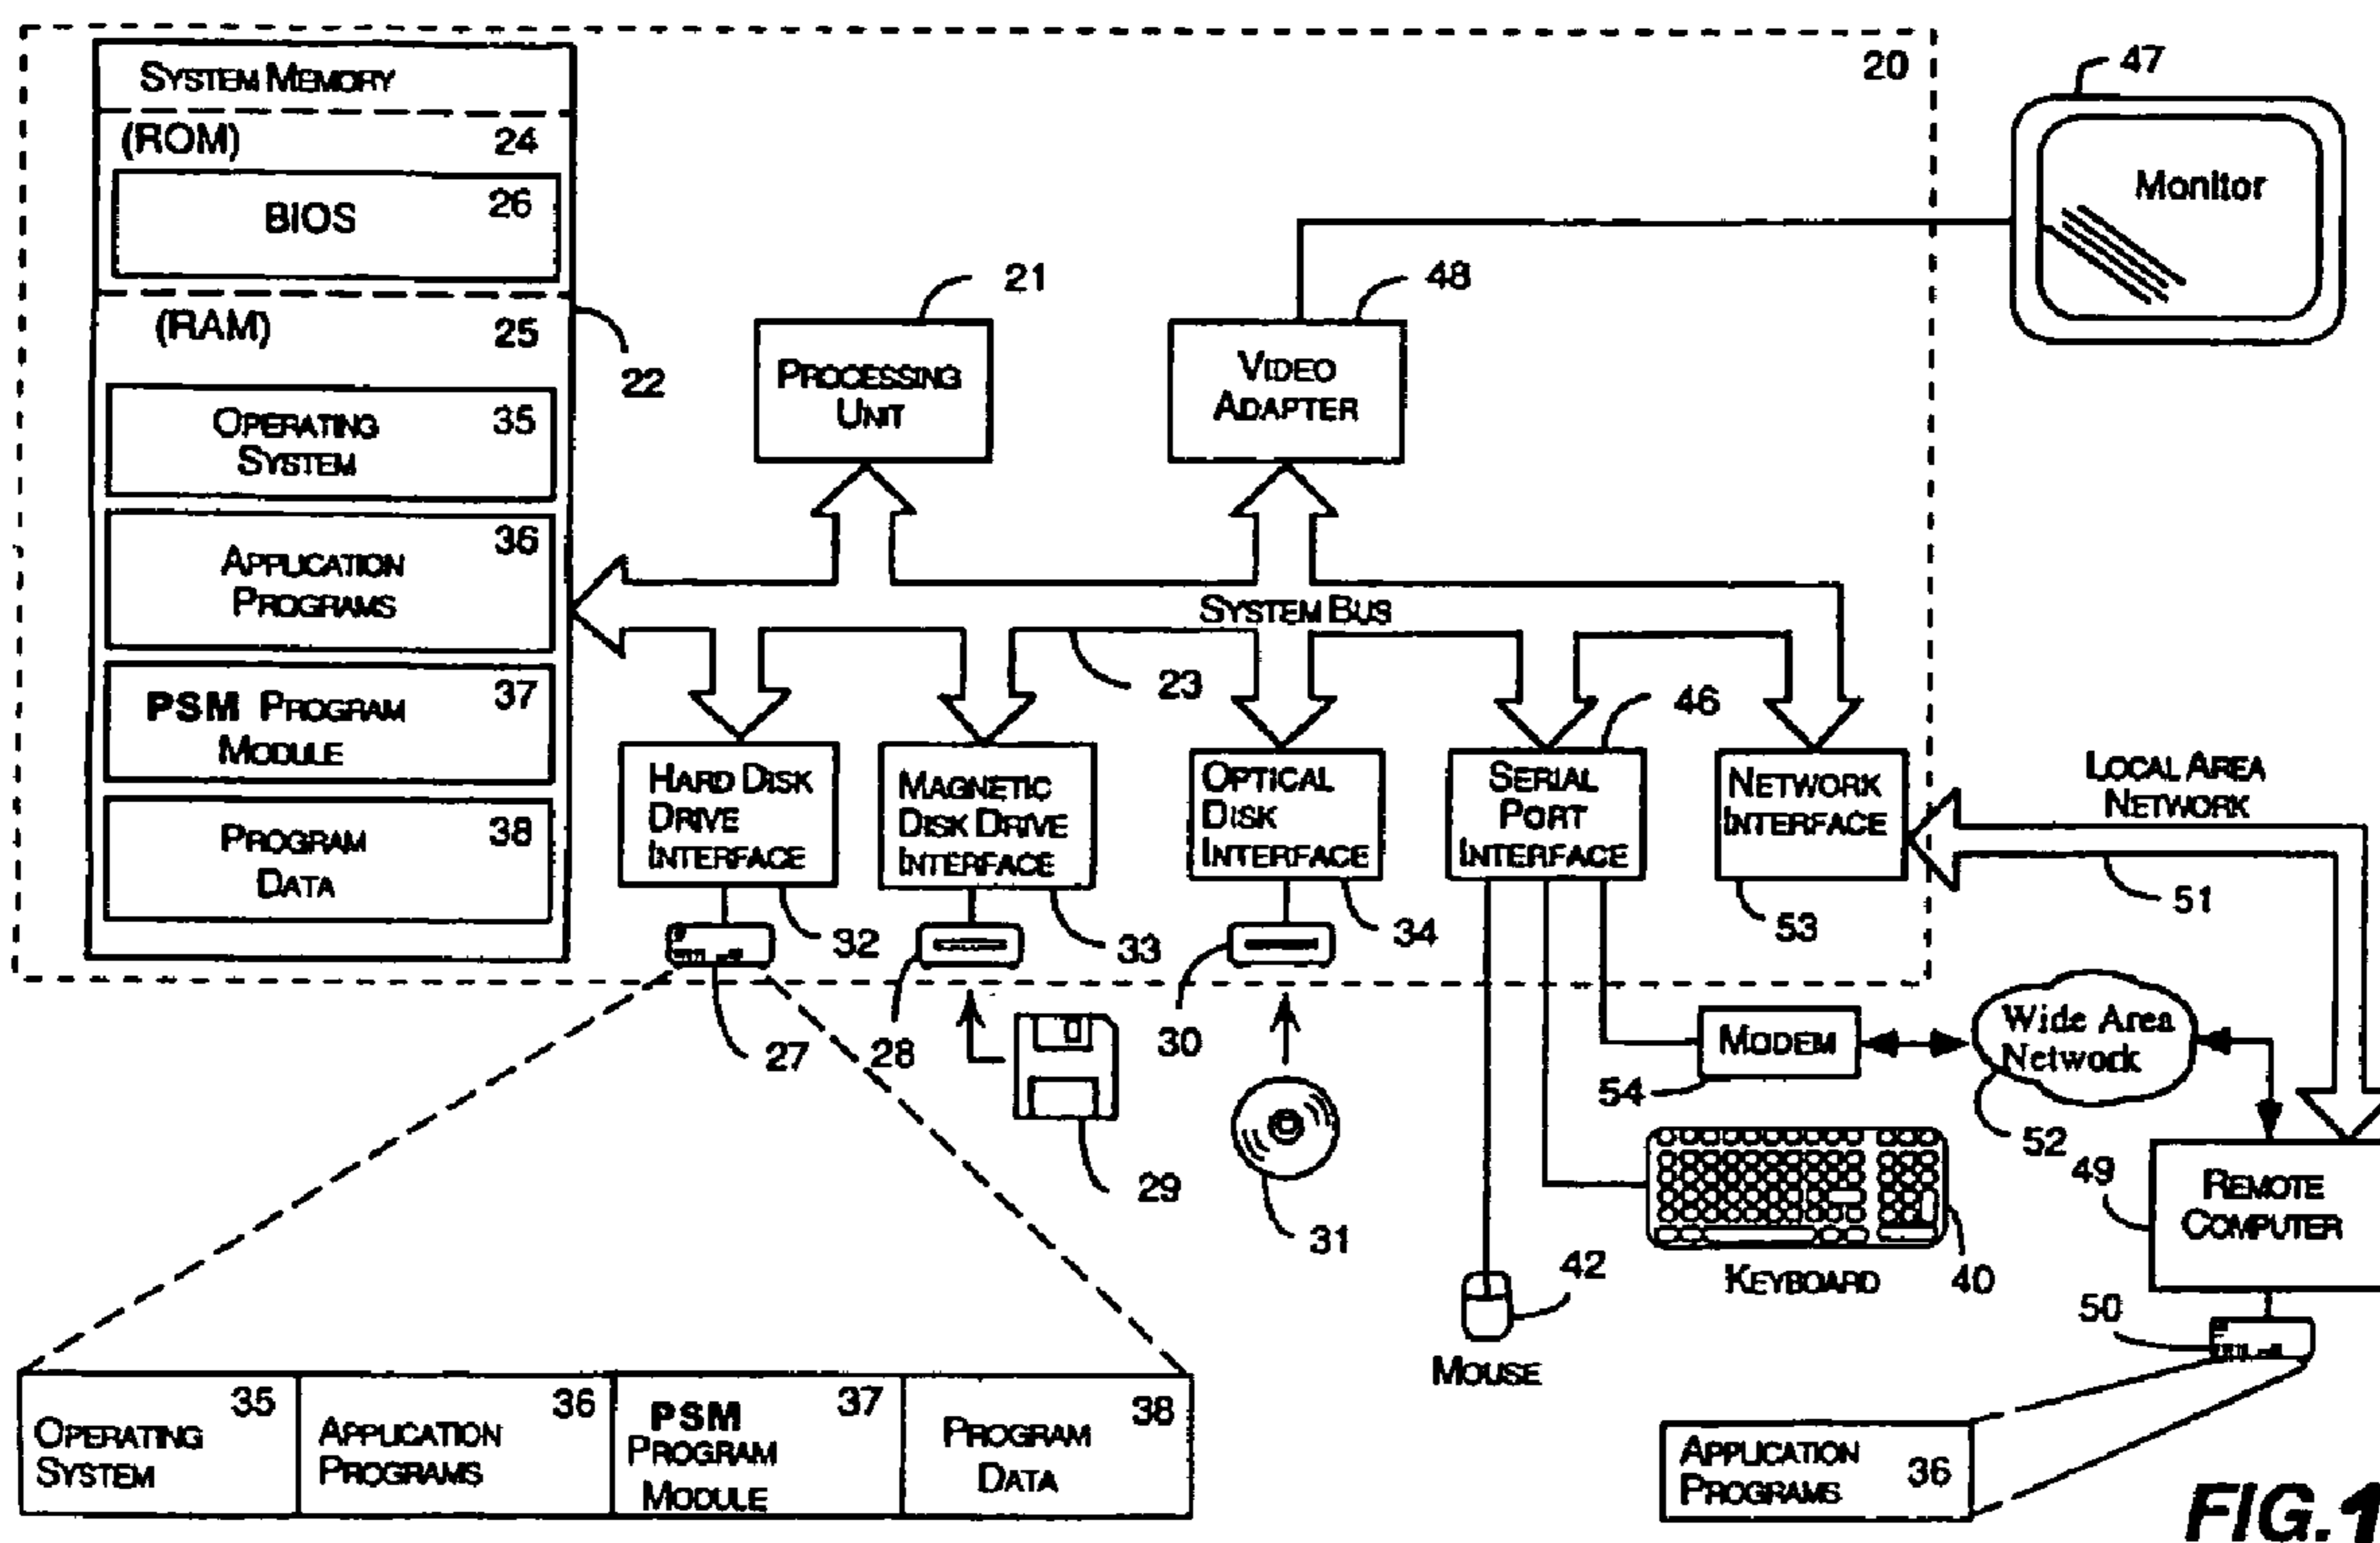 20
47
SYSTEM MEMORY
(ROM) 24
BIOS 26
(RAM) 25
22
OPERATING 35
SYSTEM
APPLICATION 36
PROGRAMS
PSM PROGRAM 37
MODULE
PROGRAM 38
DATA
21
PROCESSING
UNIT
48
VIDEO
ADAPTER
Monitor
SYSTEM BUS
23
46
HARD DISK
DRIVE
INTERFACE
32
MAGNETIC
DISK DRIVE
INTERFACE
33
OPTICAL
DISK
INTERFACE
34
SERIAL
PORT
INTERFACE
NETWORK
INTERFACE
53
LOCAL AREA
NETWORK
51
27
28
29
30
31
MODEM
54
Wide Area
Network
52
49
REMOTE
COMPUTER
50
KEYBOARD
40
42
MOUSE
OPERATING 35
SYSTEM
APPLICATION 36
PROGRAMS
PSM 37
PROGRAM
MODULE
PROGRAM 38
DATA
APPLICATION 36
PROGRAMS
FIG.1